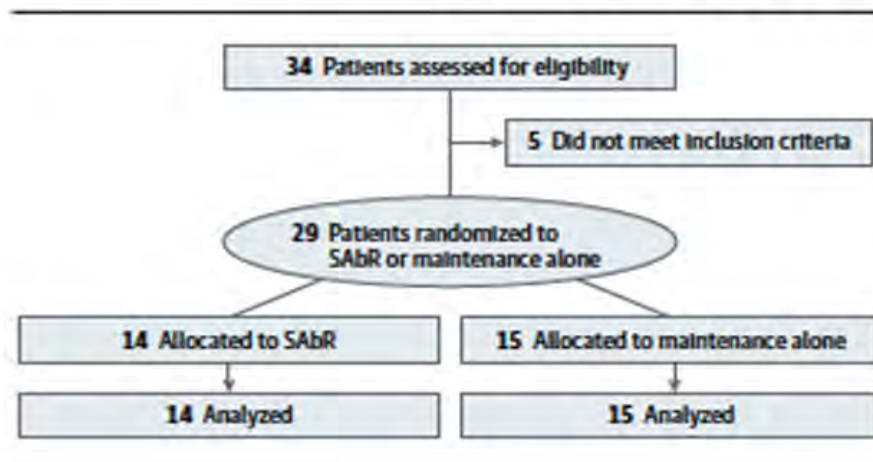 34 Patients assessed for eligibility
5 Did not meet inclusion criteria
29 Patients randomized to
SAbR or maintenance alone
14 Allocated to SAbR
15 Allocated to maintenance alone
14 Analyzed
15 Analyzed